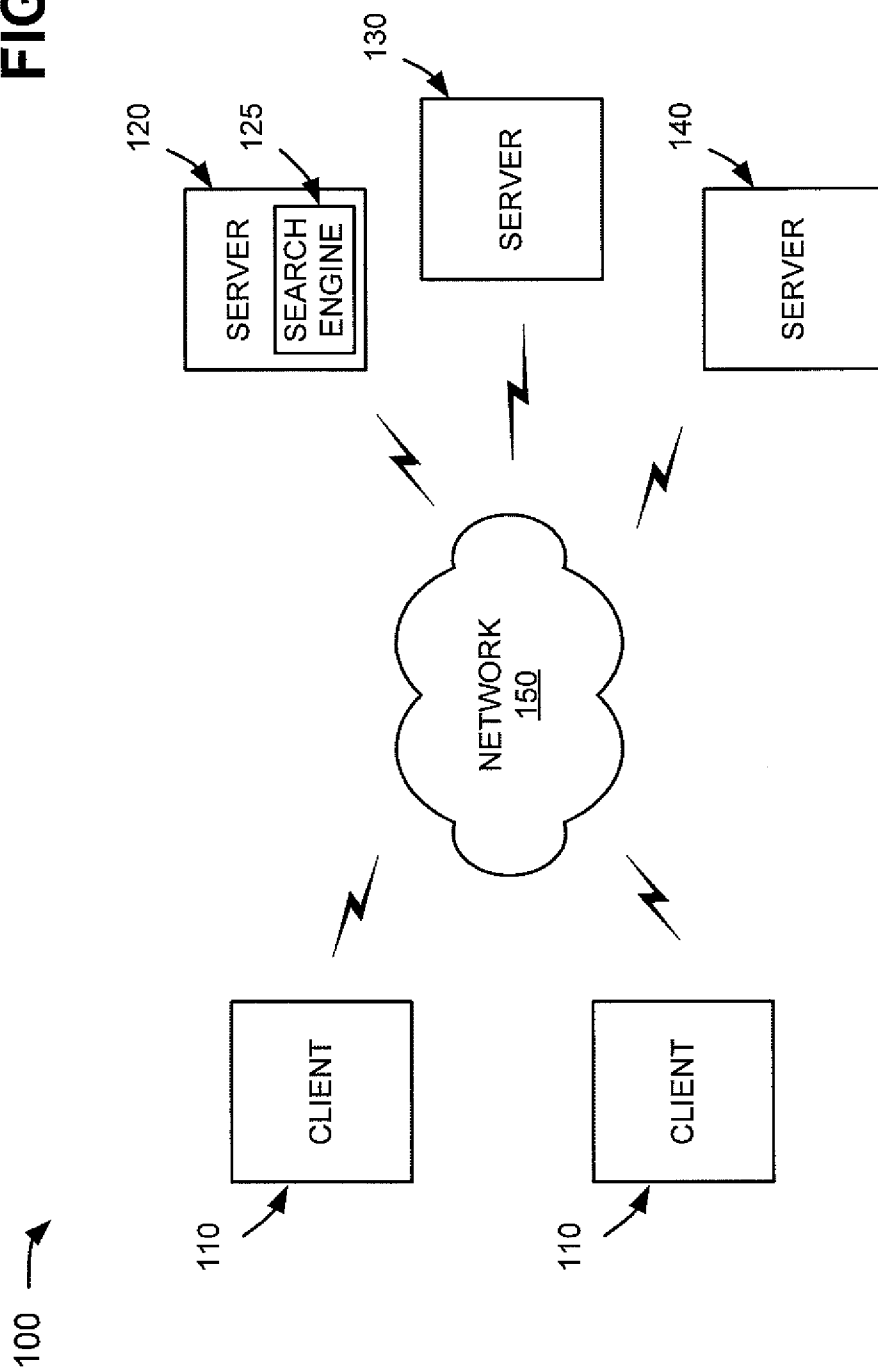 FIG
100
110
CLIENT
110
CLIENT
NETWORK
150
120
SERVER
125
SEARCH
ENGINE
130
SERVER
140
SERVER